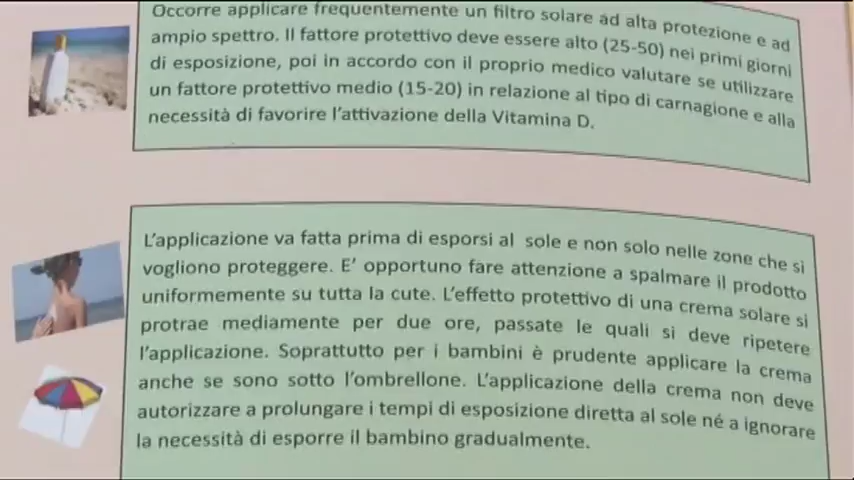 Occorre applicare frequentemente un filtro solare ad alta protezione e ad
ampio spettro. Il fattore protettivo deve essere alto (25-50) nei primi giorni
di esposizione, poi in accordo con il proprio medico valutare se utilizzare
un fattore protettivo medio (15-20) in relazione al tipo di carnagione e alla
necessità di favorire l'attivazione della Vitamina D.
L'applicazione va fatta prima di esporsi al sole e non solo nelle zone che si
vogliono proteggere. E' opportuno fare attenzione a spalmare il prodotto
uniformemente su tutta la cute. L'effetto protettivo di una crema solare si
protrae mediamente per due ore, passate le quali si deve ripetere
l'applicazione. Soprattutto per i bambini è prudente applicare la crema
anche se sono sotto l'ombrellone. L'applicazione della crema non deve
autorizzare a prolungare i tempi di esposizione diretta al sole né a ignorare
la necessità di esporre il bambino gradualmente.